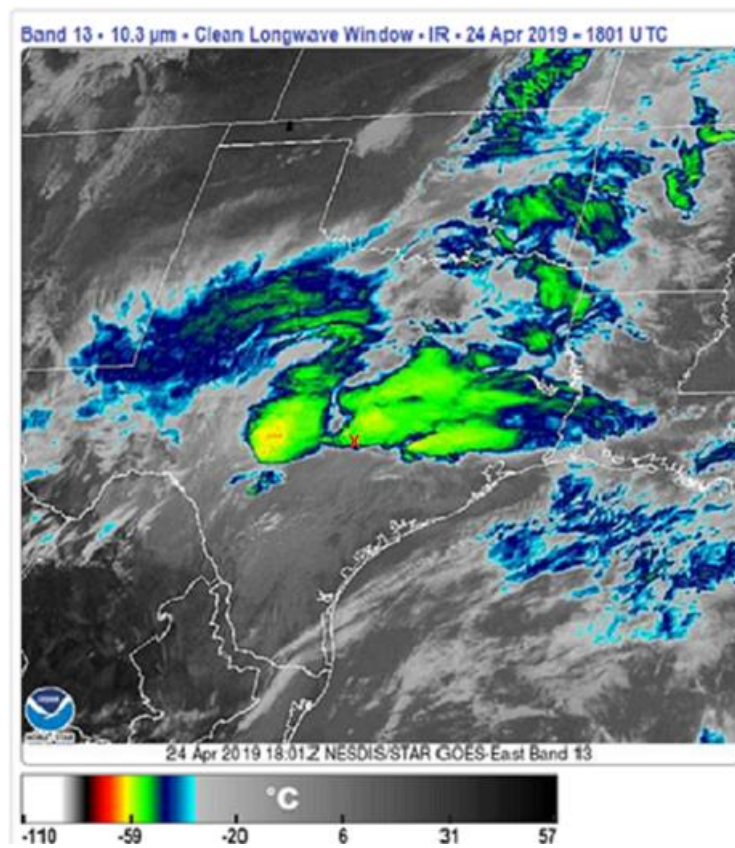 Band 13 • 10.3 µm • Clean Longwave Window • IR • 24 Apr 2019 - 1801 UTC
X
24 Apr 2019 18:01Z NESDIS/STAR GOES-East Band 13
°C
-110 -59 -20 6 31 57